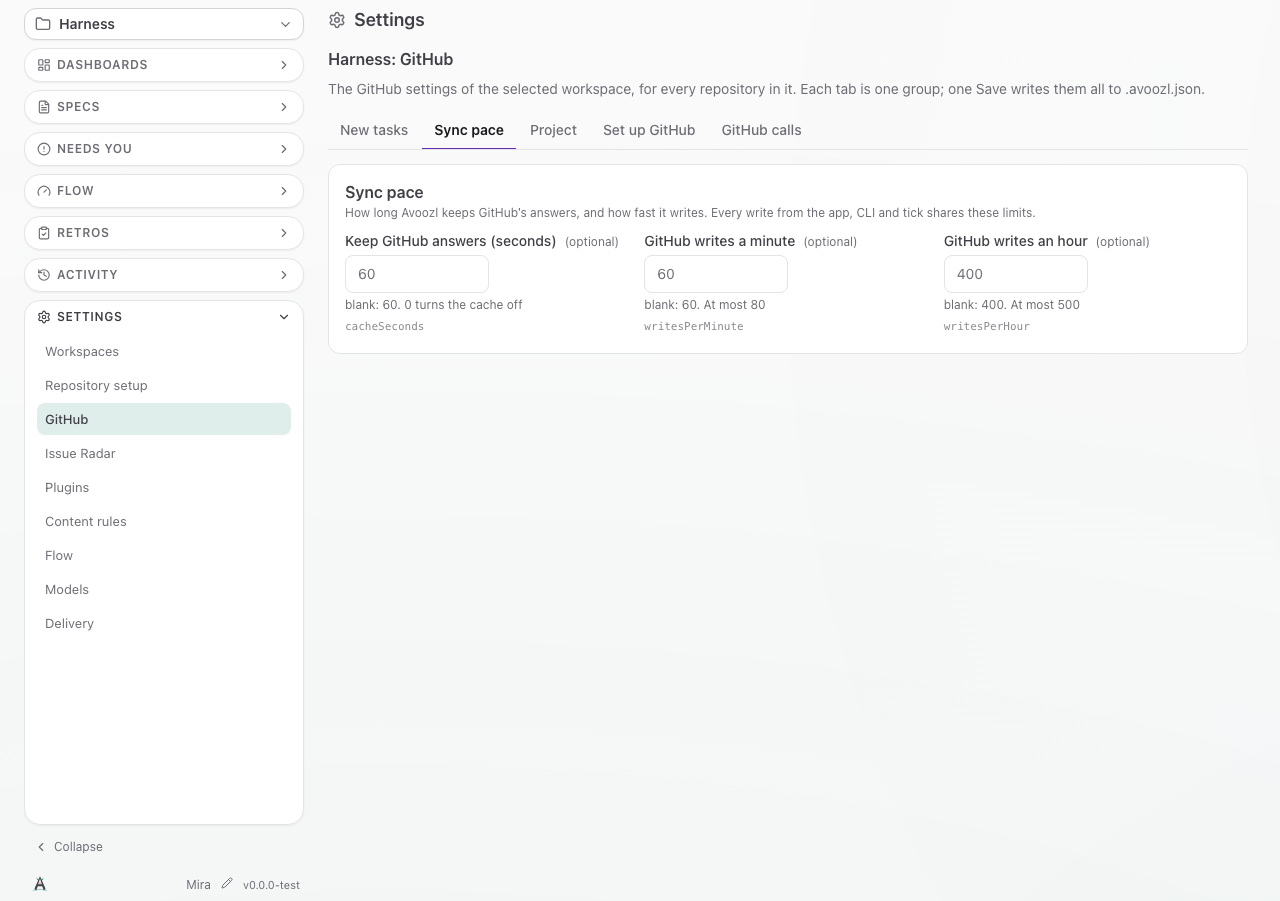 Harness
DASHBOARDS
SPECS
NEEDS YOU
FLOW
RETROS
ACTIVITY
SETTINGS
Workspaces
Repository setup
GitHub
Issue Radar
Plugins
Content rules
Flow
Models
Delivery
Collapse
Mira v0.0.0-test
Settings
Harness: GitHub
The GitHub settings of the selected workspace, for every repository in it. Each tab is one group; one Save writes them all to .avoozl.json.
New tasks Sync pace Project Set up GitHub GitHub calls
Sync pace
How long Avoozl keeps GitHub's answers, and how fast it writes. Every write from the app, CLI and tick shares these limits.
Keep GitHub answers (seconds) (optional) GitHub writes a minute (optional) GitHub writes an hour (optional)
60 60 400
blank: 60. 0 turns the cache off blank: 60. At most 80 blank: 400. At most 500
cacheSeconds writesPerMinute writesPerHour